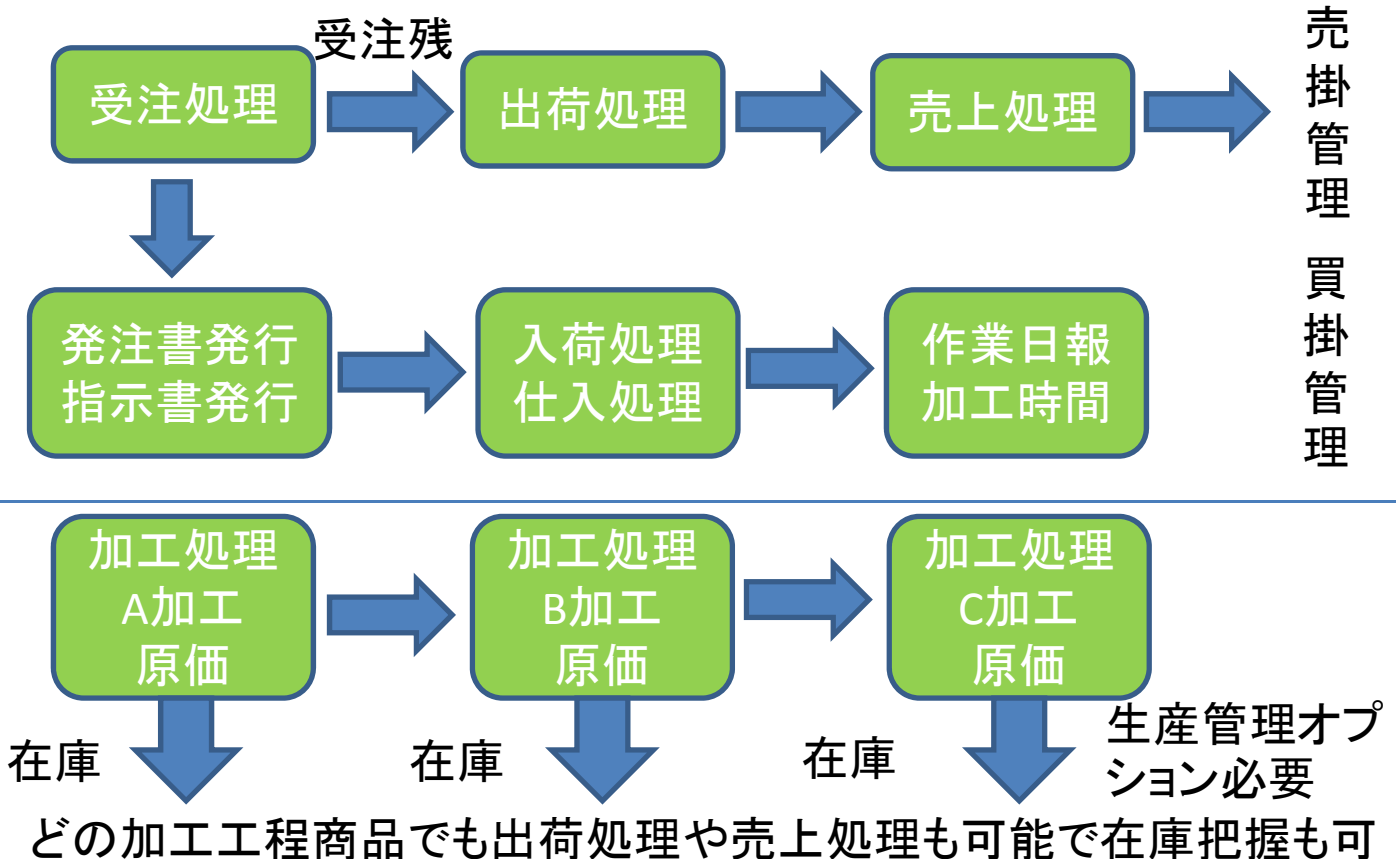 受注残
受注処理
出荷処理
売上処理
売掛管理
発注書発行
指示書発行
入荷処理
仕入処理
作業日報
加工時間
買掛管理
加工処理
A加工
原価
加工処理
B加工
原価
加工処理
C加工
原価
在庫
在庫
在庫
生産管理オプ
ション必要
どの加工工程商品でも出荷処理や売上処理も可能で在庫把握も可